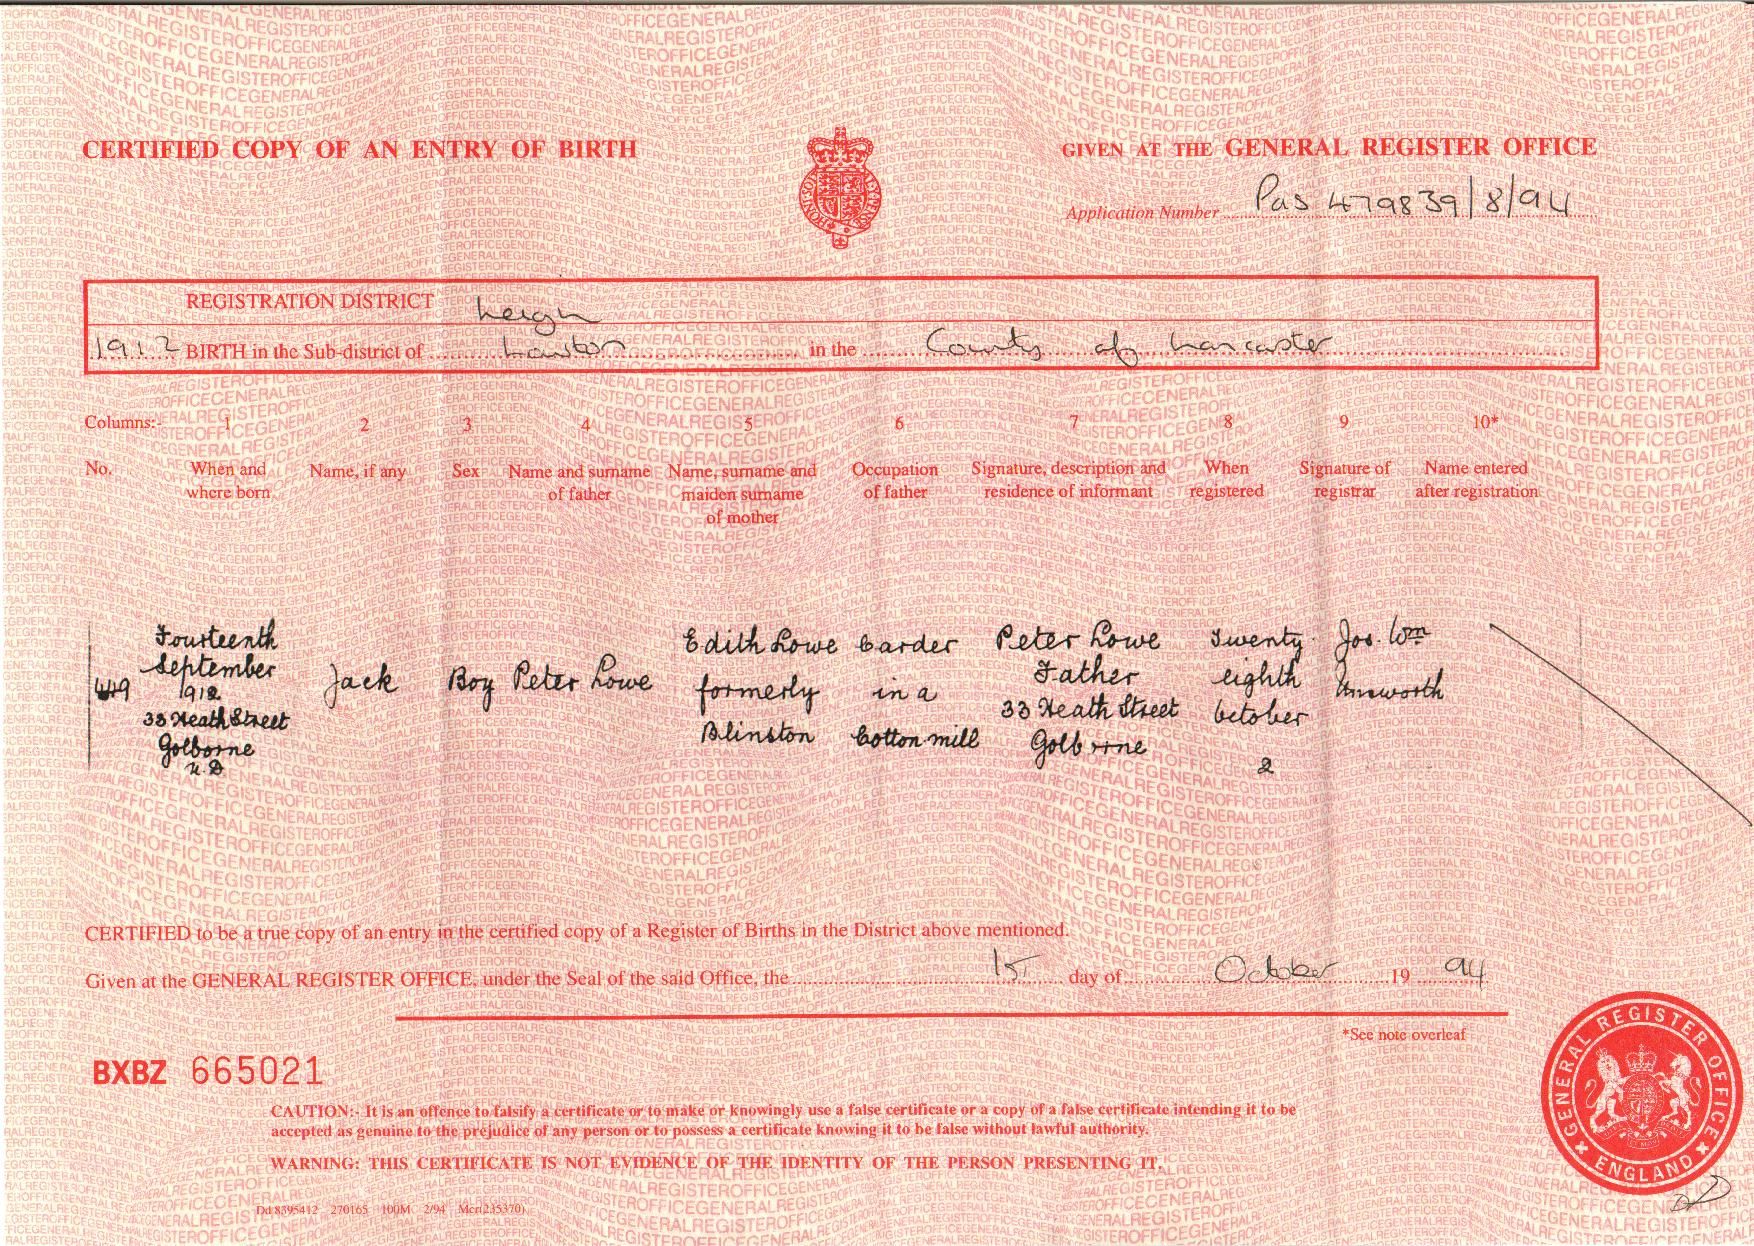 CERTIFIED COPY OF AN ENTRY OF BIRTH
GIVEN AT THE GENERAL REGISTER OFFICE
Application Number Pas 479839/8/94
REGISTRATION DISTRICT Leigh
1912 BIRTH in the Sub-district of Lowton in the County of Lancaster
Columns:- 1 2 3 4 5 6 7 8 9 10*
No. When and where born Name, if any Sex Name and surname of father Name, surname and maiden surname of mother Occupation of father Signature, description and residence of informant When registered Signature of registrar Name entered after registration
449
Fourteenth
September
1912
33 Heath Street
Golborne
U.D
Jack
Boy
Peter Lowe
Edith Lowe
formerly
Blinston
Carder
in a
Cotton mill
Peter Lowe
Father
33 Heath Street
Golborne
Twenty
eighth
October
2
Jos. Wm
Unsworth
CERTIFIED to be a true copy of an entry in the certified copy of a Register of Births in the District above mentioned.
Given at the GENERAL REGISTER OFFICE, under the Seal of the said Office, the 15 day of October 19 94
*See note overleaf
BXBZ 665021
CAUTION:- It is an offence to falsify a certificate or to make or knowingly use a false certificate or a copy of a false certificate intending it to be
accepted as genuine to the prejudice of any person or to possess a certificate knowing it to be false without lawful authority.
WARNING: THIS CERTIFICATE IS NOT EVIDENCE OF THE IDENTITY OF THE PERSON PRESENTING IT.
Dd 8395412 270165 100M 2/94 Mcr(235370)
GENERAL REGISTER OFFICE
ENGLAND